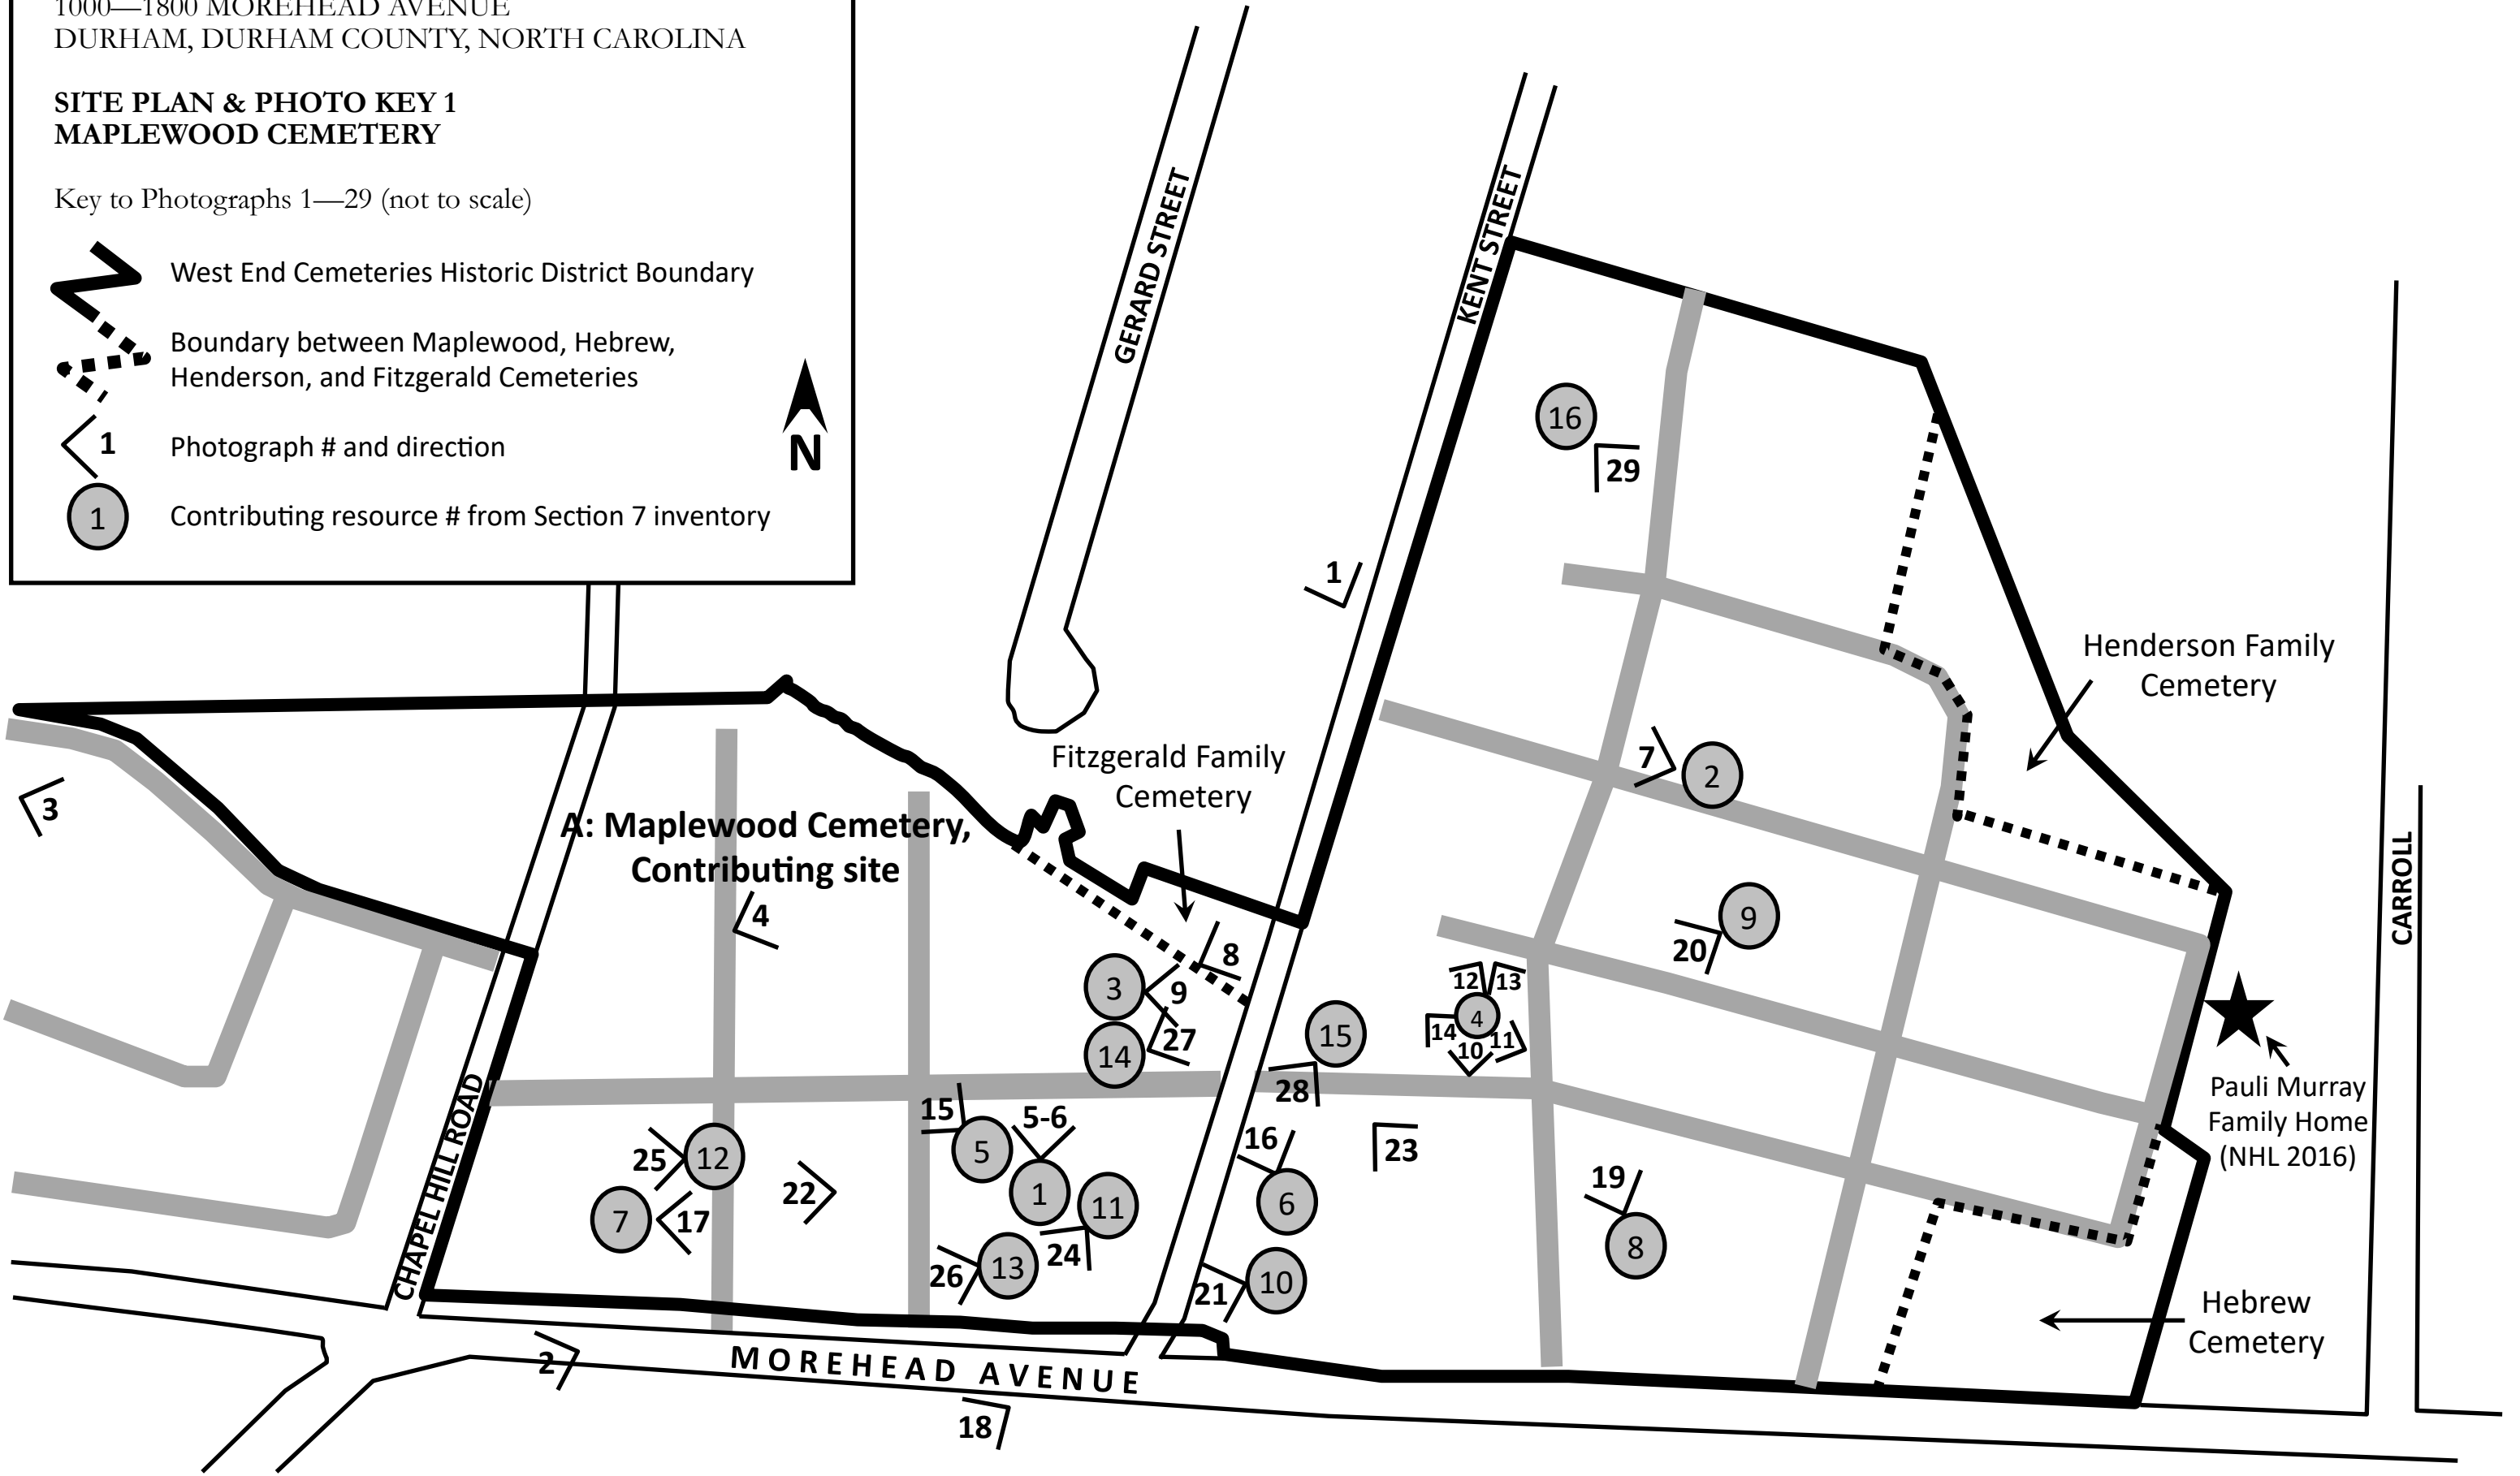 1000—1800 MOREHEAD AVENUE
DURHAM, DURHAM COUNTY, NORTH CAROLINA
SITE PLAN & PHOTO KEY 1
MAPLEWOOD CEMETERY
Key to Photographs 1—29 (not to scale)
West End Cemeteries Historic District Boundary
Boundary between Maplewood, Hebrew,
Henderson, and Fitzgerald Cemeteries
1
Photograph # and direction
N
1
Contributing resource # from Section 7 inventory
GERARD STREET
KENT STREET
16
29
1
Henderson Family
Cemetery
7
2
Fitzgerald Family
Cemetery
3
A: Maplewood Cemetery,
Contributing site
4
CARROLL
9
20
8
3
9
12
13
4
14
10
11
27
14
15
28
Pauli Murray
Family Home
(NHL 2016)
CHAPEL HILL ROAD
15
5-6
5
16
23
25
12
22
1
11
6
19
7
17
8
24
13
26
10
21
Hebrew
Cemetery
2
MOREHEAD AVENUE
18